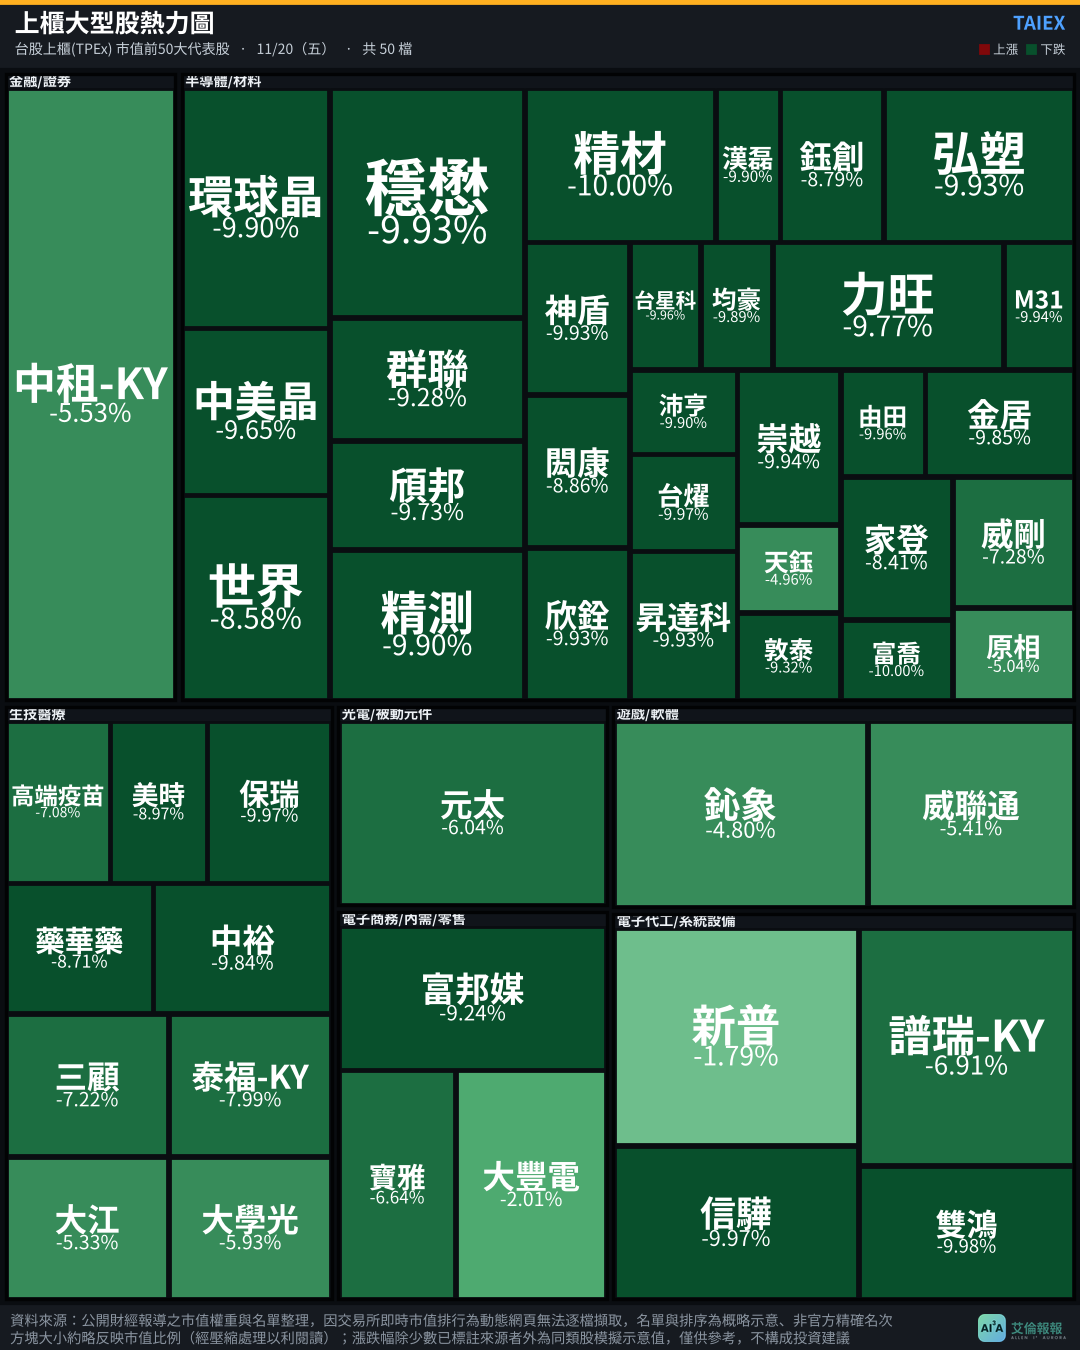 上櫃大型股熱力圖
TAIEX
台股上櫃(TPEx) 市值前50大代表股 · 11/20（五） · 共 50 檔
上漲 下跌
金融/證券
中租-KY
-5.53%
半導體/材料
環球晶
-9.90%
穩懋
-9.93%
精材
-10.00%
漢磊
-9.90%
鈺創
-8.79%
弘塑
-9.93%
神盾
-9.93%
台星科
-9.96%
均豪
-9.89%
力旺
-9.77%
M31
-9.94%
中美晶
-9.65%
群聯
-9.28%
頎邦
-9.73%
閎康
-8.86%
沛亨
-9.90%
崇越
-9.94%
由田
-9.96%
金居
-9.85%
台燿
-9.97%
世界
-8.58%
精測
-9.90%
欣銓
-9.93%
昇達科
-9.93%
天鈺
-4.96%
敦泰
-9.32%
家登
-8.41%
威剛
-7.28%
富喬
-10.00%
原相
-5.04%
生技醫療
高端疫苗
-7.08%
美時
-8.97%
保瑞
-9.97%
藥華藥
-8.71%
中裕
-9.84%
三顧
-7.22%
泰福-KY
-7.99%
大江
-5.33%
大學光
-5.93%
光電/被動元件
元太
-6.04%
電子商務/內需/零售
富邦媒
-9.24%
寶雅
-6.64%
大豐電
-2.01%
遊戲/軟體
鈊象
-4.80%
威聯通
-5.41%
電子代工/系統設備
新普
-1.79%
譜瑞-KY
-6.91%
信驊
-9.97%
雙鴻
-9.98%
資料來源：公開財經報導之市值權重與名單整理，因交易所即時市值排行為動態網頁無法逐檔擷取，名單與排序為概略示意、非官方精確名次
方塊大小約略反映市值比例（經壓縮處理以利閱讀）；漲跌幅除少數已標註來源者外為同類股模擬示意值，僅供參考，不構成投資建議
艾倫報報